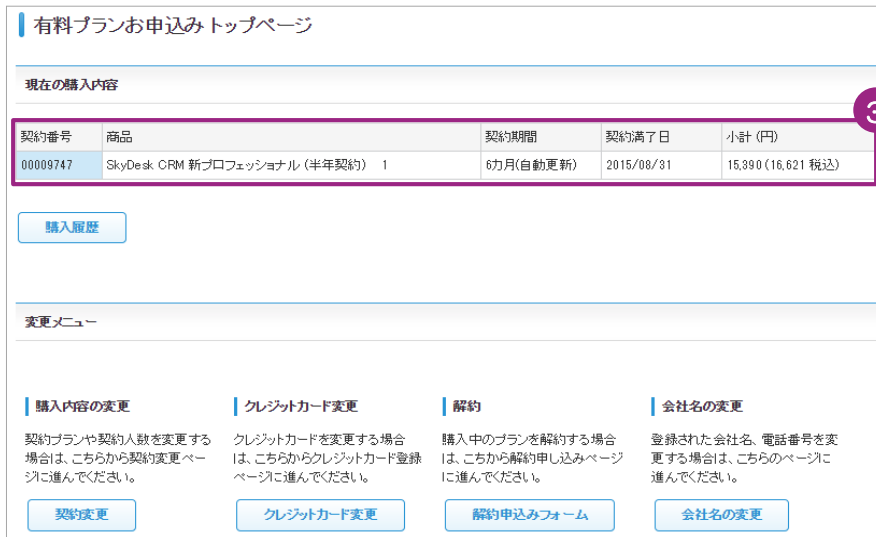 有料プランお申込みトップページ
現在の購入内容
3
契約番号 商品 契約期間 契約満了日 小計 (円)
00009747 SkyDesk CRM 新プロフェッショナル (半年契約) 1 6カ月(自動更新) 2015/08/31 15,390 (16,621 税込)
購入履歴
変更メニュー
購入内容の変更 クレジットカード変更 解約 会社名の変更
契約プランや契約人数を変更する クレジットカードを変更する場合 購入中のプランを解約する場合 登録された会社名、電話番号を変
場合は、こちらから契約変更ペー は、こちらからクレジットカード登録 は、こちから解約申し込みページ 更する場合は、こちらのページに
ジに進んでください。 ページに進んでください。 に進んでください。 進んでください。
契約変更 クレジットカード変更 解約申込みフォーム 会社名の変更